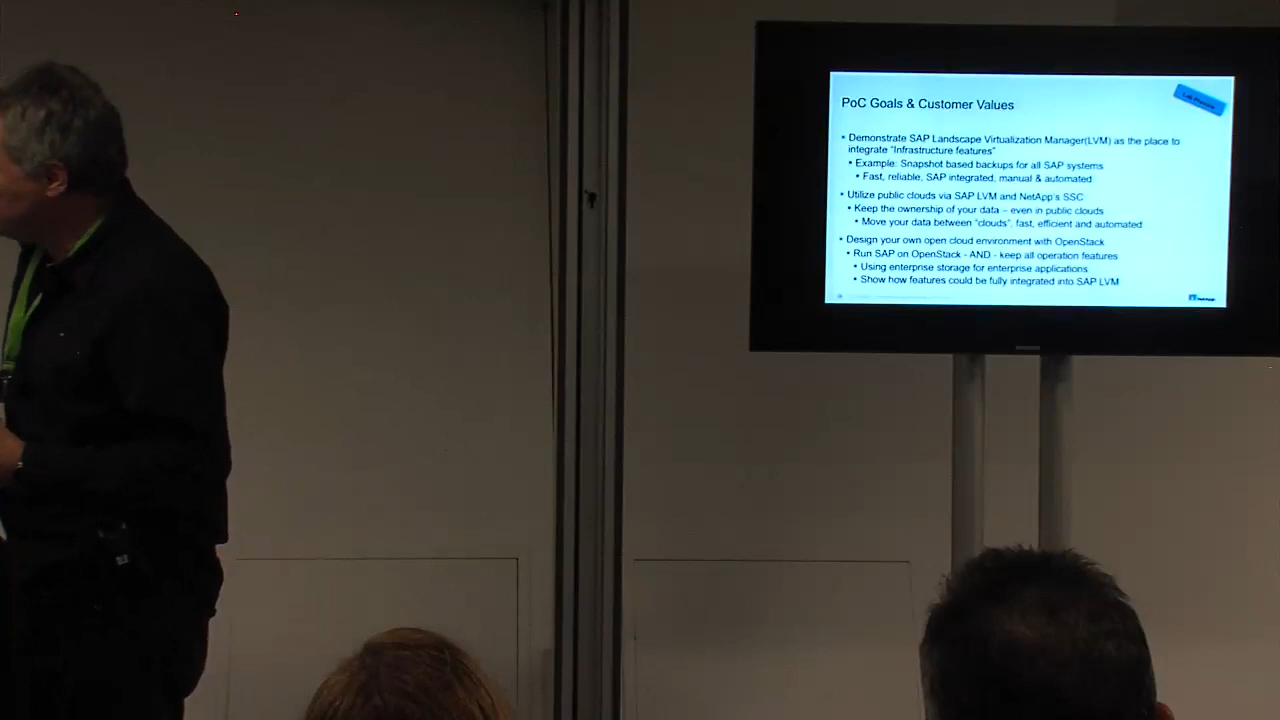 PoC Goals & Customer Values
Lab Preview
• Demonstrate SAP Landscape Virtualization Manager(LVM) as the place to
integrate "Infrastructure features"
• Example: Snapshot based backups for all SAP systems
• Fast, reliable, SAP integrated, manual & automated
• Utilize public clouds via SAP LVM and NetApp's SSC
• Keep the ownership of your data – even in public clouds
• Move your data between "clouds", fast, efficient and automated
• Design your own open cloud environment with OpenStack
• Run SAP on OpenStack - AND - keep all operation features
• Using enterprise storage for enterprise applications
• Show how features could be fully integrated into SAP LVM
NetApp